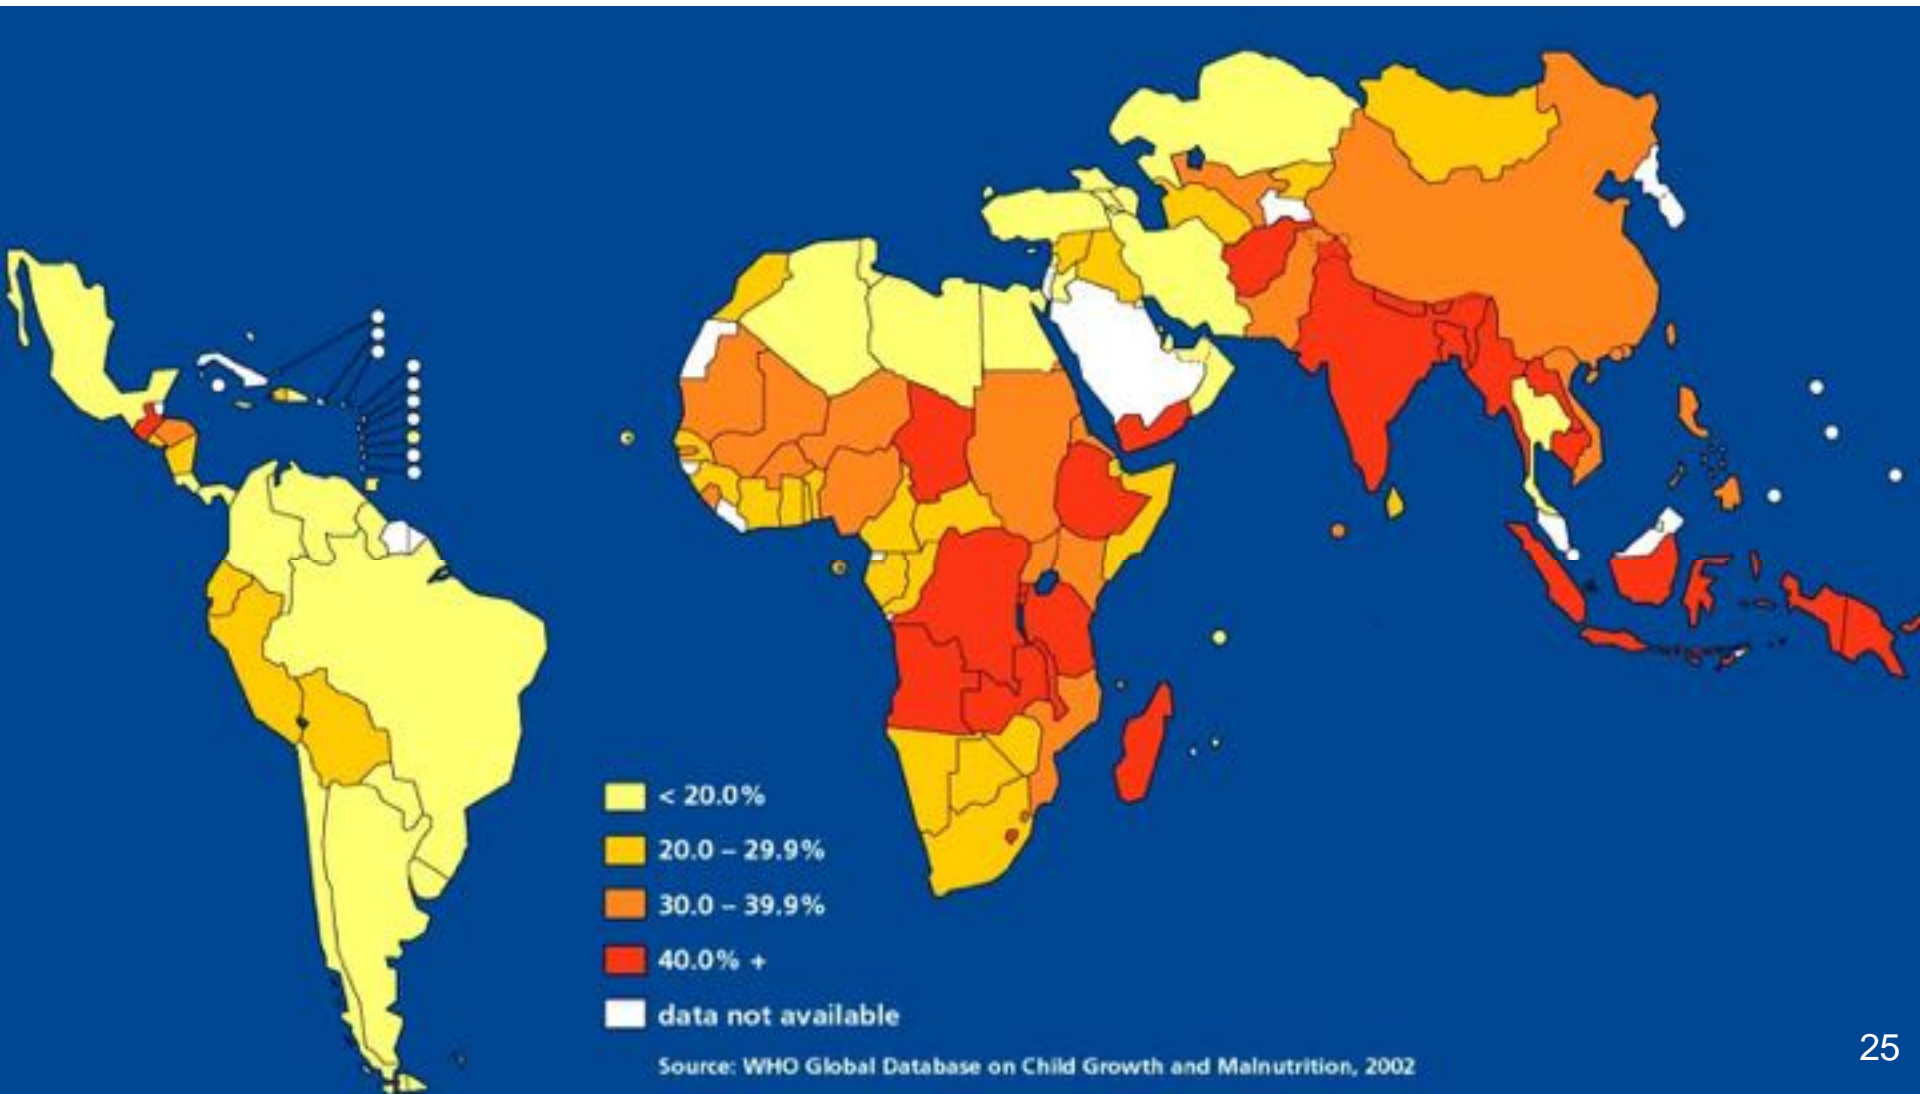 < 20.0%
20.0 – 29.9%
30.0 – 39.9%
40.0% +
data not available
Source: WHO Global Database on Child Growth and Malnutrition, 2002
25